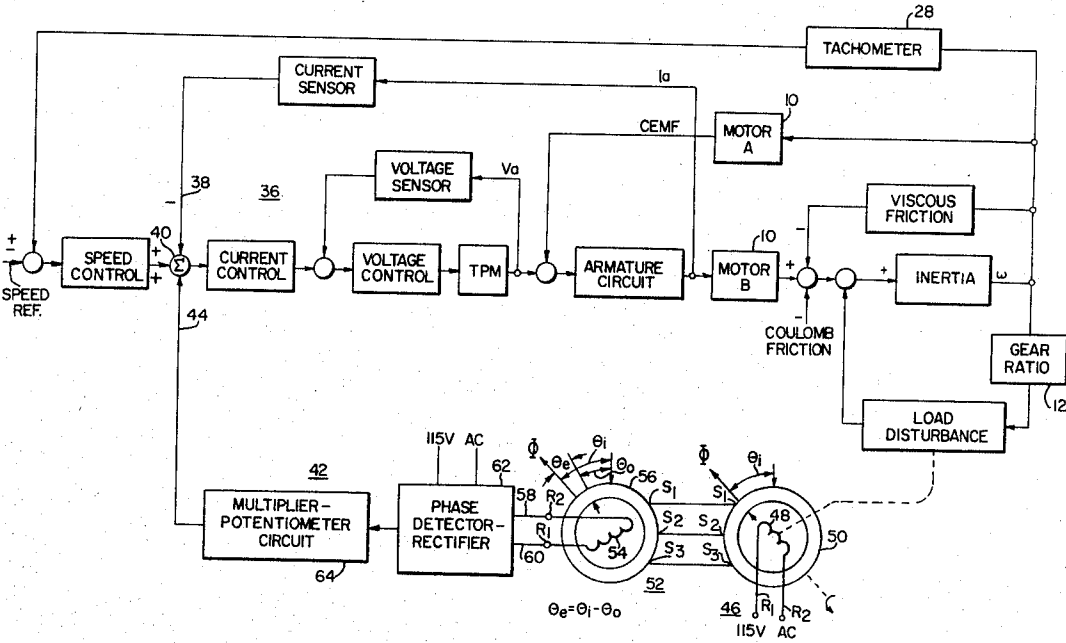 28
TACHOMETER
CURRENT
SENSOR
Ia
10
CEMF
MOTOR
A
VOLTAGE
SENSOR
Va
38
36
VISCOUS
FRICTION
-
-
+
-
40
+
+
Σ
SPEED
CONTROL
CURRENT
CONTROL
VOLTAGE
CONTROL
TPM
ARMATURE
CIRCUIT
10
MOTOR
B
+
+
INERTIA
ω
SPEED
REF.
-
COULOMB
FRICTION
44
GEAR
RATIO
12
LOAD
DISTURBANCE
115V AC
42
62
Φ
θe
θi
θo
56
Φ
θi
MULTIPLIER-
POTENTIOMETER
CIRCUIT
64
PHASE
DETECTOR-
RECTIFIER
58
R2
R1
60
54
S1
S1
S2
S2
S3
S3
48
50
52
θe=θi-θo
46
R1
R2
115V AC